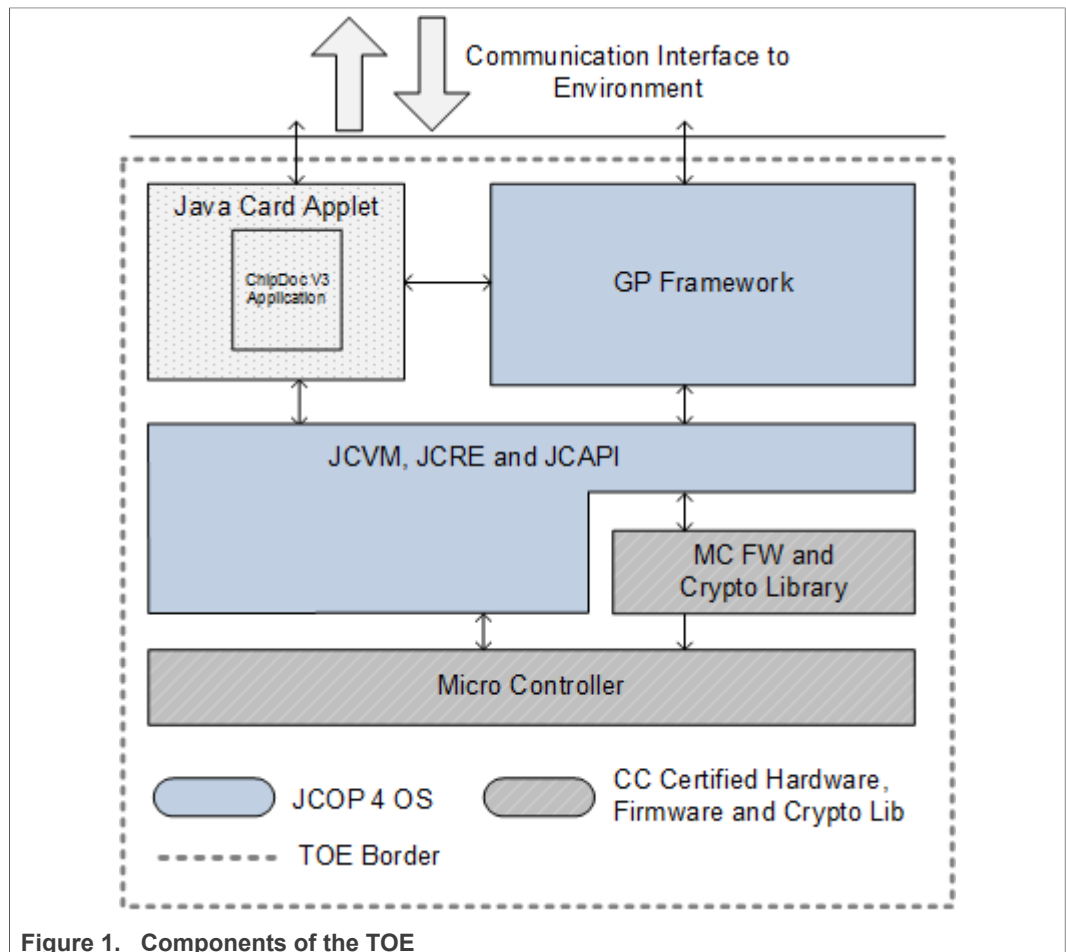 Communication Interface to
Environment
Java Card Applet
ChipDoc V3
Application
GP Framework
JCVM, JCRE and JCAPI
MC FW and
Crypto Library
Micro Controller
JCOP 4 OS
CC Certified Hardware,
Firmware and Crypto Lib
TOE Border
Figure 1. Components of the TOE